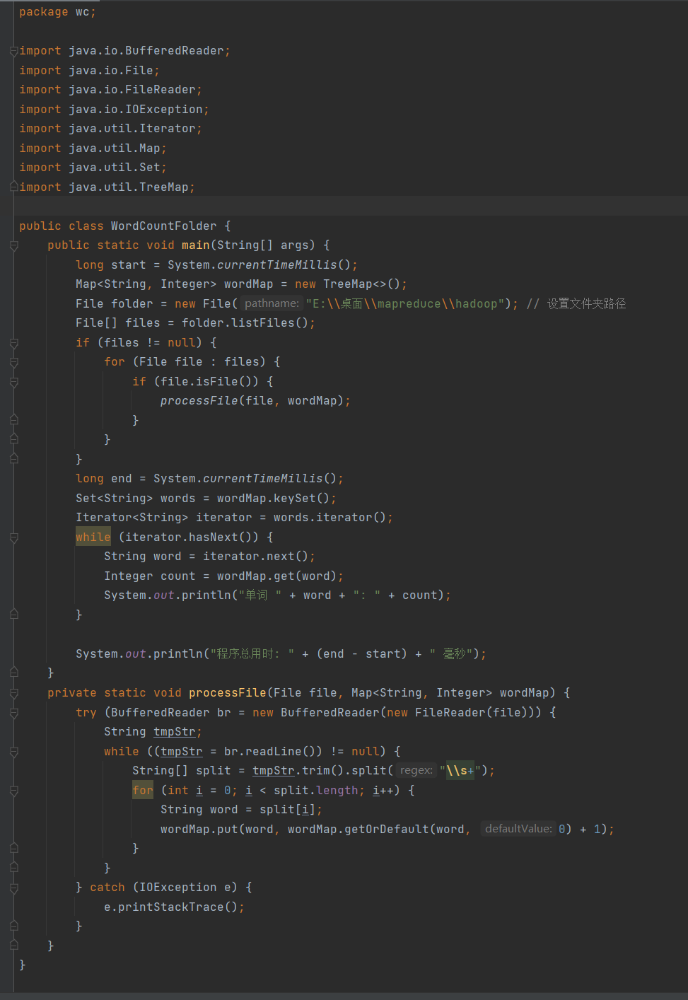 package wc;
import java.io.BufferedReader;
import java.io.File;
import java.io.FileReader;
import java.io.IOException;
import java.util.Iterator;
import java.util.Map;
import java.util.Set;
import java.util.TreeMap;
public class WordCountFolder {
    public static void main(String[] args) {
        long start = System.currentTimeMillis();
        Map<String, Integer> wordMap = new TreeMap<>();
        File folder = new File( pathname: "E:\\桌面\\mapreduce\\hadoop"); // 设置文件夹路径
        File[] files = folder.listFiles();
        if (files != null) {
            for (File file : files) {
                if (file.isFile()) {
                    processFile(file, wordMap);
                }
            }
        }
        long end = System.currentTimeMillis();
        Set<String> words = wordMap.keySet();
        Iterator<String> iterator = words.iterator();
        while (iterator.hasNext()) {
            String word = iterator.next();
            Integer count = wordMap.get(word);
            System.out.println("单词 " + word + ": " + count);
        }
        System.out.println("程序总用时: " + (end - start) + " 毫秒");
    }
    private static void processFile(File file, Map<String, Integer> wordMap) {
        try (BufferedReader br = new BufferedReader(new FileReader(file))) {
            String tmpStr;
            while ((tmpStr = br.readLine()) != null) {
                String[] split = tmpStr.trim().split( regex: "\\s+");
                for (int i = 0; i < split.length; i++) {
                    String word = split[i];
                    wordMap.put(word, wordMap.getOrDefault(word, defaultValue: 0) + 1);
                }
            }
        } catch (IOException e) {
            e.printStackTrace();
        }
    }
}